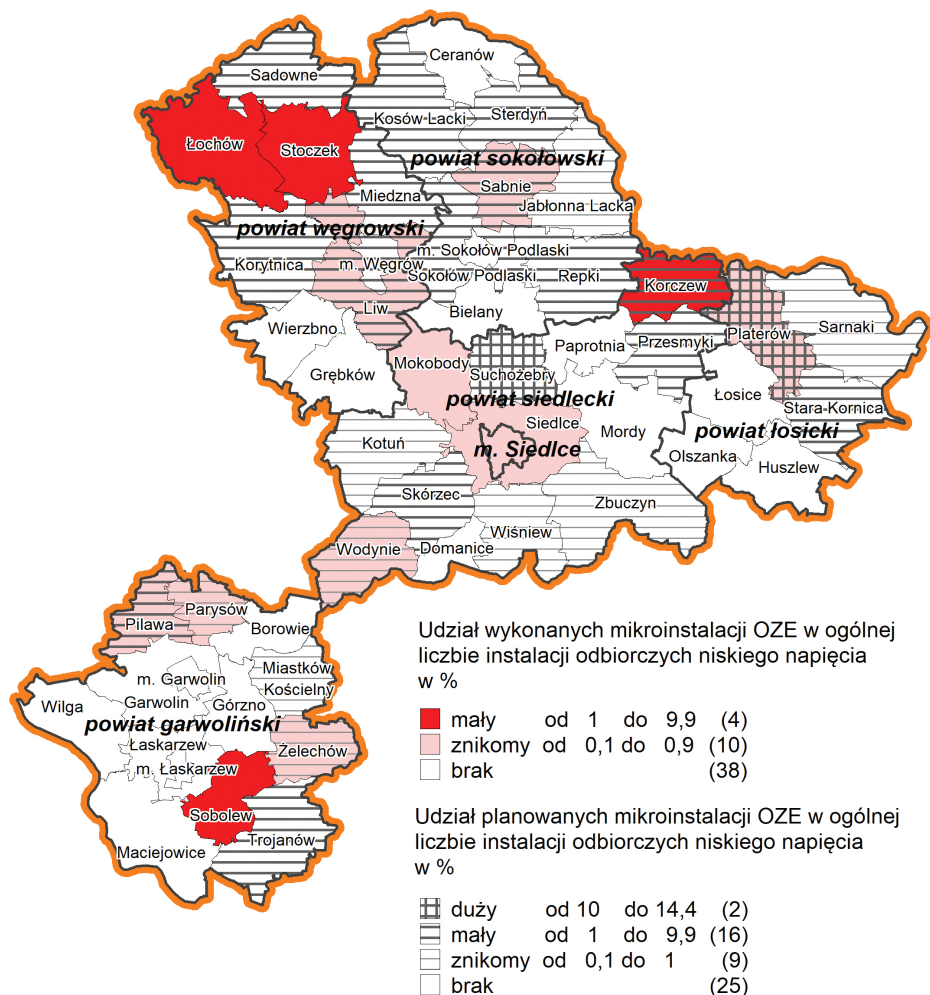 Ceranów
Sadowne
Kosów Lacki
Sterdyń
Łochów
Stoczek
powiat sokołowski
Sabnie
Miedzna
Jabłonna Lacka
powiat węgrowski
m. Sokołów Podlaski
Korytnica
m. Węgrów
Sokołów Podlaski
Repki
Korczew
Liw
Bielany
Wierzbno
Platerów
Sarnaki
Paprotnia
Przesmyki
Mokobody
Grębków
Suchożebry
Łosice
powiat siedlecki
Stara Kornica
Siedlce
Mordy
powiat łosicki
Kotuń
m. Siedlce
Olszanka
Huszlew
Skórzec
Zbuczyn
Wiśniew
Wodynie
Domanice
Parysów
Pilawa
Borowie
Miastków
Kościelny
m. Garwolin
Wilga
Garwolin
Górzno
powiat garwoliński
Łaskarzew
Żelechów
m. Łaskarzew
Sobolew
Trojanów
Maciejowice
Udział wykonanych mikroinstalacji OZE w ogólnej
liczbie instalacji odbiorczych niskiego napięcia
w %
mały od 1 do 9,9 (4)
znikomy od 0,1 do 0,9 (10)
brak (38)
Udział planowanych mikroinstalacji OZE w ogólnej
liczbie instalacji odbiorczych niskiego napięcia
w %
duży od 10 do 14,4 (2)
mały od 1 do 9,9 (16)
znikomy od 0,1 do 1 (9)
brak (25)